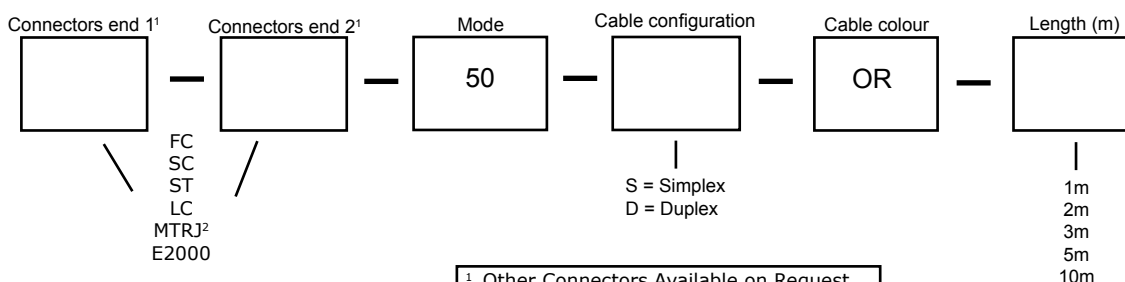 Connectors end 1¹
Connectors end 2¹
Mode
Cable configuration
Cable colour
Length (m)
50
OR
FC
SC
ST
LC
MTRJ²
E2000
S = Simplex
D = Duplex
1m
2m
3m
5m
10m
¹ Other Connectors Available on Request